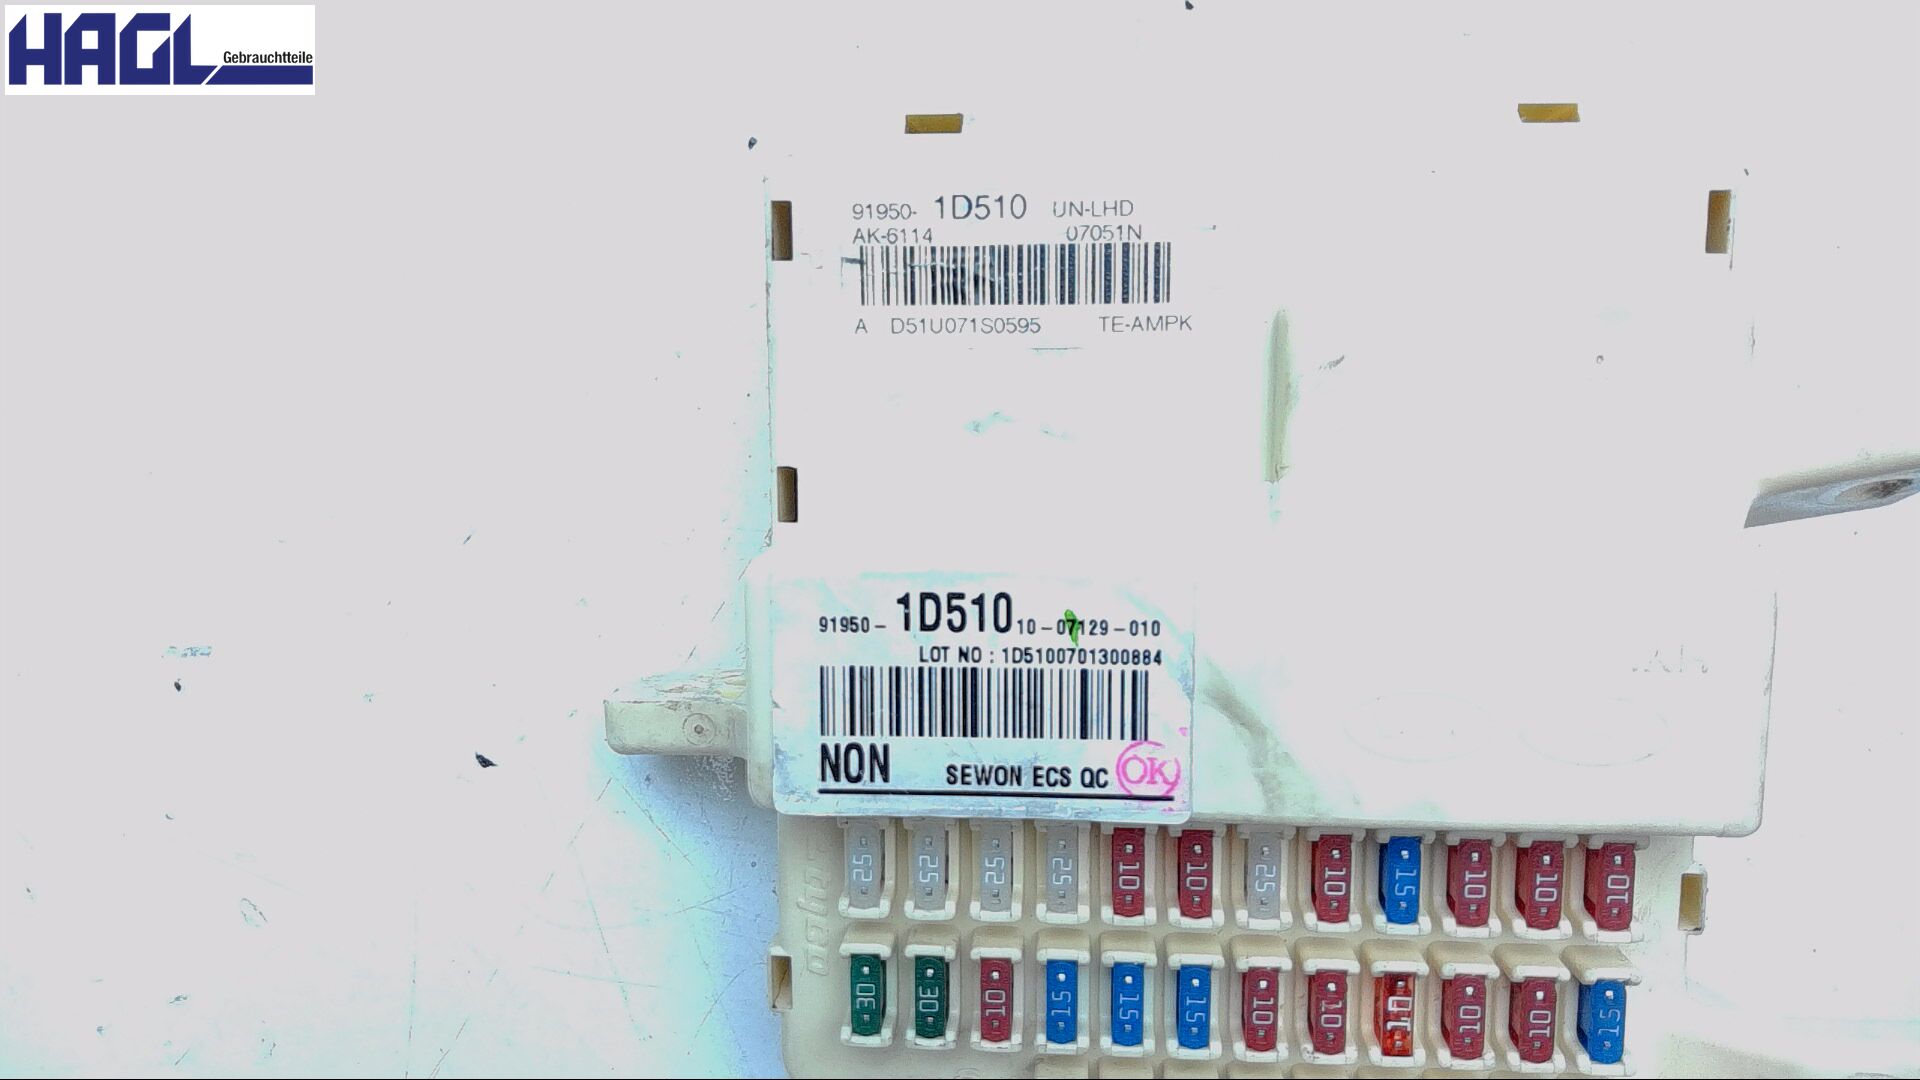 HAGL
Gebrauchtteile
91950- 1D510 UN-LHD
AK-6114 07051N
A D51U071S0595 TE-AMPK
91950- 1D510 10-07129-010
LOT NO : 1D5100701300884
NON SEWON ECS QC OK
25 25 25 25 10 10 25 10 15 10 10 10
30 30 10 15 15 15 10 10 10 10 10 15